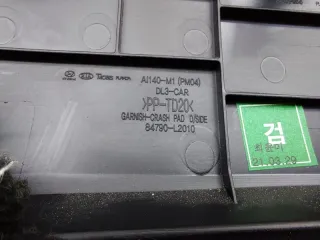 AI140-M1 (PM04)
DL3-CAR
>PP-TD20<
GARNISH-CRASH PAD O/SIDE
84790-L2010
검
21.03.29